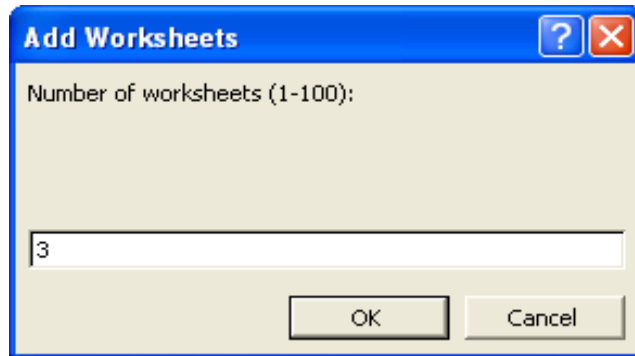 Add Worksheets
?
Number of worksheets (1-100):
3
OK Cancel